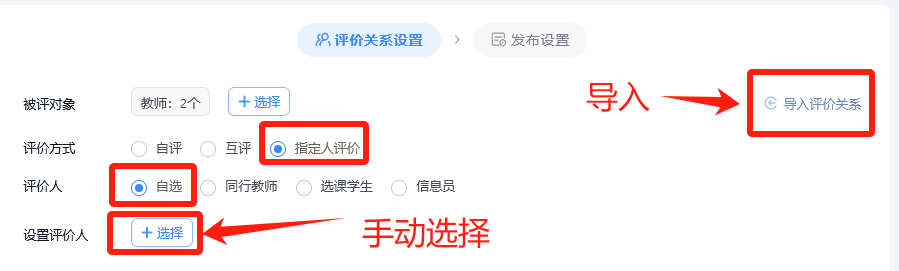 评价关系设置 > 发布设置
被评对象 教师：2个 +选择 导入 导入评价关系
评价方式 自评 互评 指定人评价
评价人 自选 同行教师 选课学生 信息员
设置评价人 +选择 手动选择